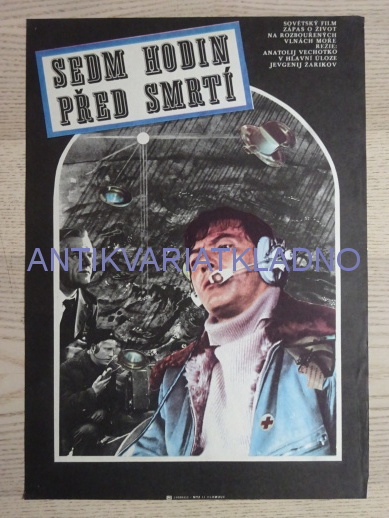 SEDM HODIN
PŘED SMRTÍ
SOVĚTSKÝ FILM
ZÁPAS O ŽIVOT
NA ROZBOUŘENÝCH
VLNÁCH MOŘE
REŽIE:
ANATOLIJ VECHOTKO
V HLAVNÍ ÚLOZE
JEVGENIJ ŽARIKOV
ANTIKVARIATKLADNO